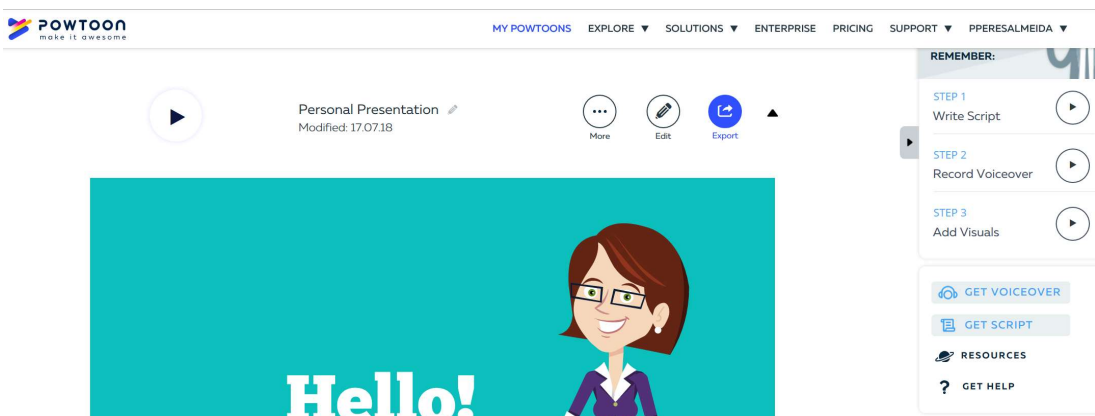 POWTOON
make it awesome
MY POWTOONS EXPLORE ▼ SOLUTIONS ▼ ENTERPRISE PRICING SUPPORT ▼ PPERESALMEIDA ▼
Personal Presentation
Modified: 17.07.18
More Edit Export
Hello!
REMEMBER:
STEP 1
Write Script
STEP 2
Record Voiceover
STEP 3
Add Visuals
GET VOICEOVER
GET SCRIPT
RESOURCES
? GET HELP